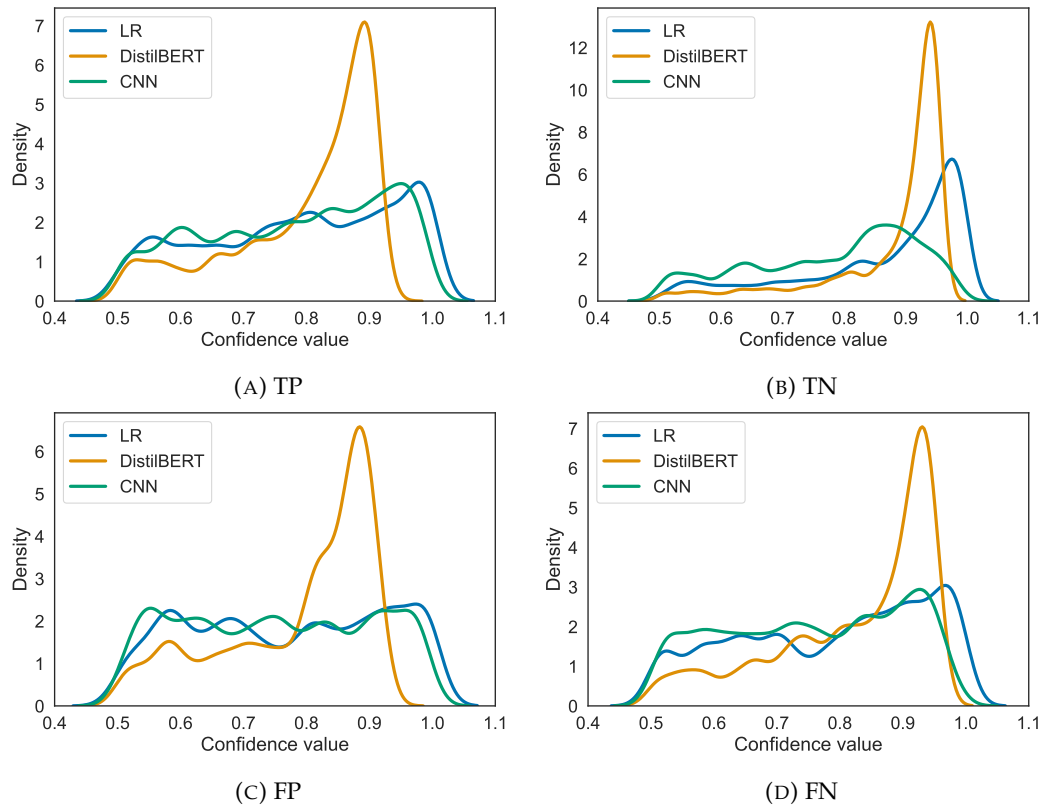 7
6
5
4
3
2
1
0
Density
LR
DistilBERT
CNN
0.4 0.5 0.6 0.7 0.8 0.9 1.0 1.1
Confidence value
(A) TP
12
10
8
6
4
2
0
Density
LR
DistilBERT
CNN
0.4 0.5 0.6 0.7 0.8 0.9 1.0 1.1
Confidence value
(B) TN
6
5
4
3
2
1
0
Density
LR
DistilBERT
CNN
0.4 0.5 0.6 0.7 0.8 0.9 1.0 1.1
Confidence value
(C) FP
7
6
5
4
3
2
1
0
Density
LR
DistilBERT
CNN
0.4 0.5 0.6 0.7 0.8 0.9 1.0 1.1
Confidence value
(D) FN